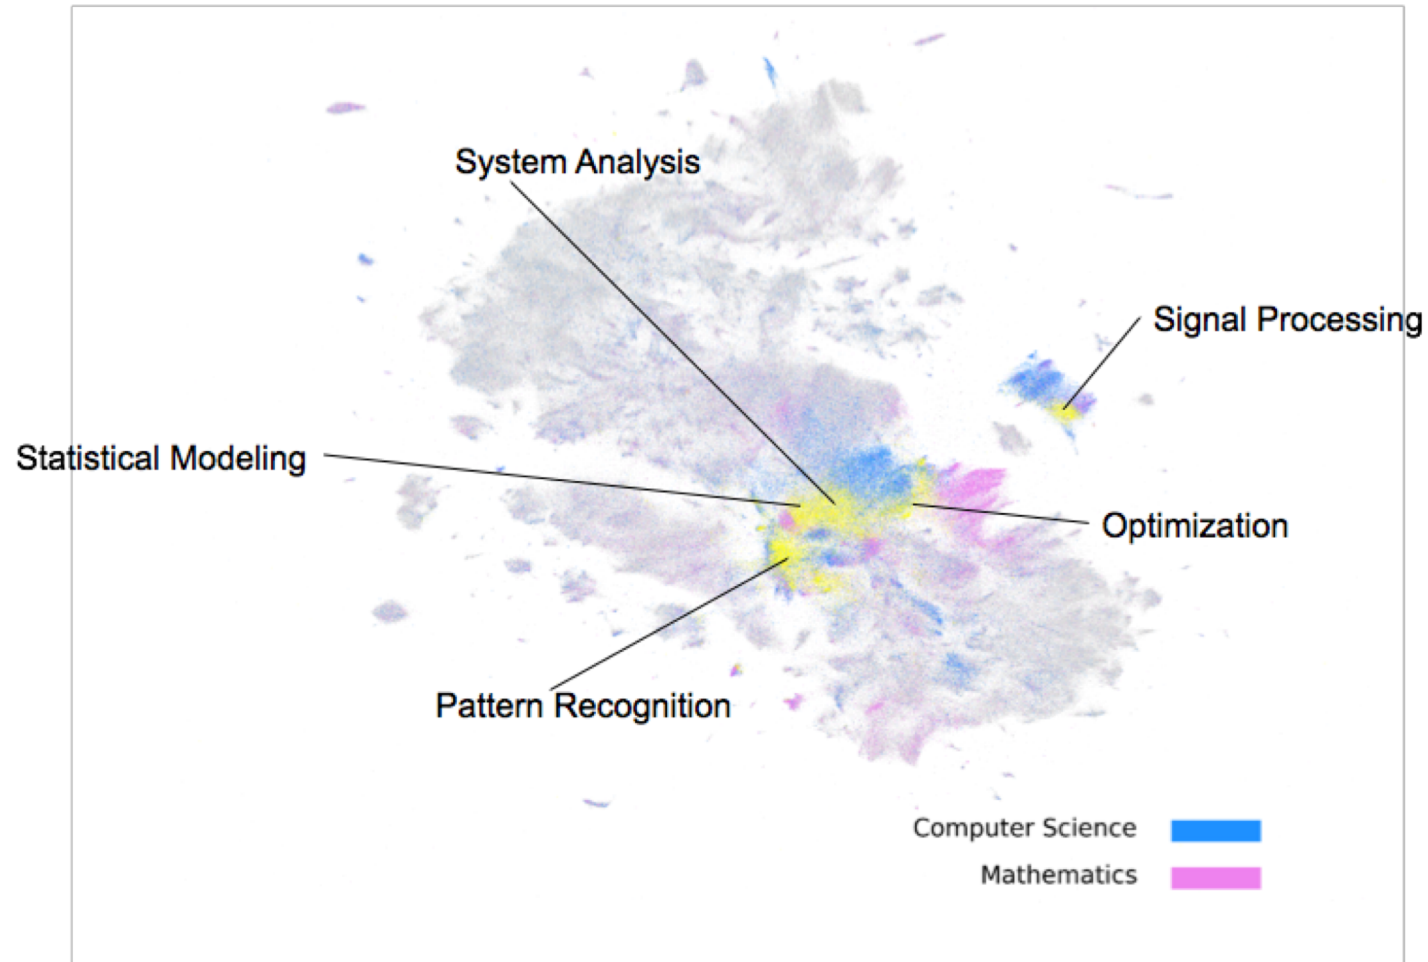 System Analysis
Signal Processing
Statistical Modeling
Optimization
Pattern Recognition
Computer Science
Mathematics